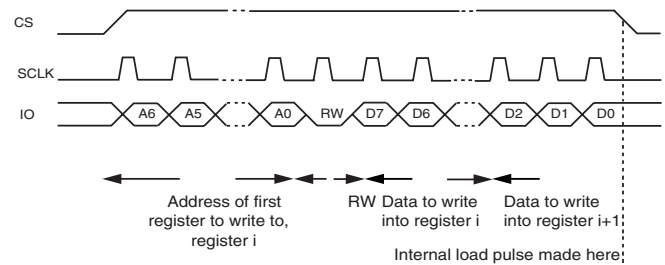 CS
SCLK
IO A6 A5 A0 RW D7 D6 D2 D1 D0
Address of first
register to write to,
register i
RW Data to write
into register i
Data to write
into register i+1
Internal load pulse made here